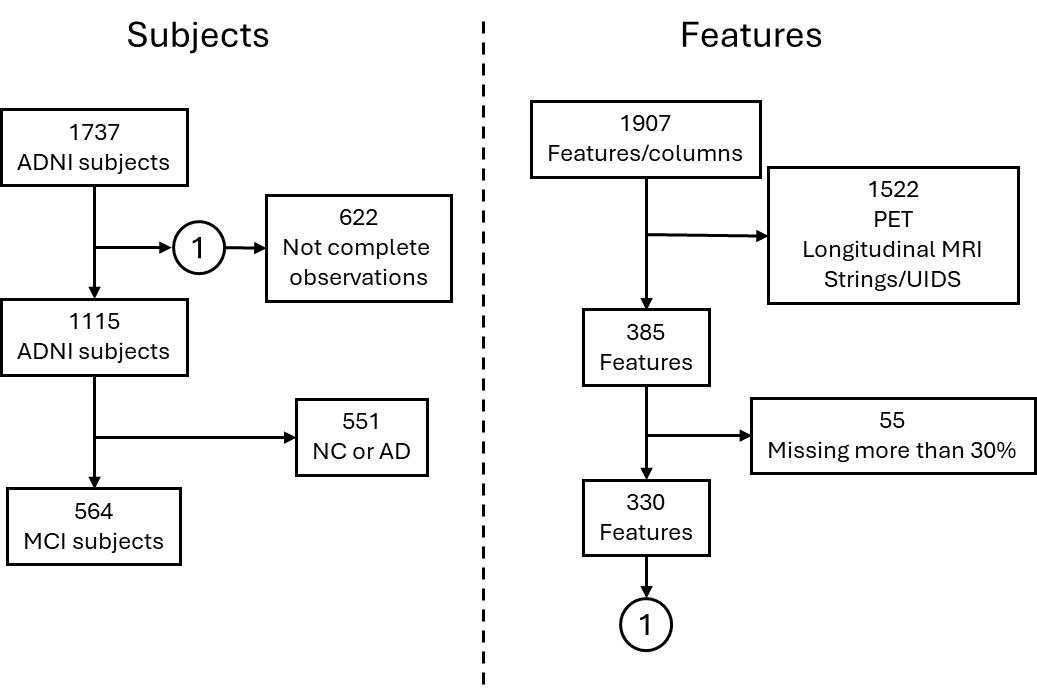 Subjects
1737
ADNI subjects
1
622
Not complete
observations
1115
ADNI subjects
551
NC or AD
564
MCI subjects
Features
1907
Features/columns
1522
PET
Longitudinal MRI
Strings/UIDS
385
Features
55
Missing more than 30%
330
Features
1